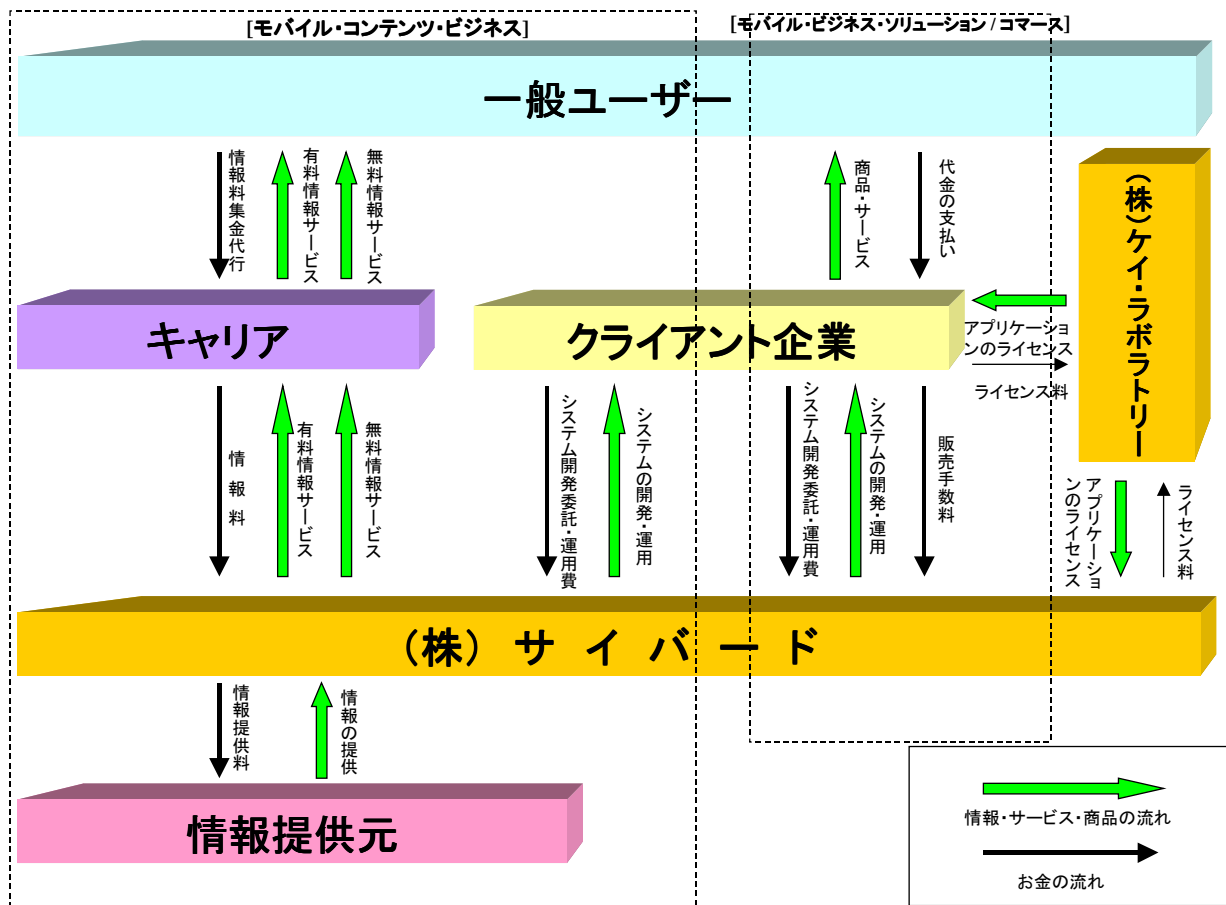 [モバイル・コンテンツ・ビジネス]
[モバイル・ビジネス・ソリューション / コマース]
一般ユーザー
情報料集金代行
有料情報サービス
無料情報サービス
商品・サービス
代金の支払い
(株)ケイ・ラボラトリー
キャリア
クライアント企業
アプリケーショ
ンのライセンス
ライセンス料
情報料
有料情報サービス
無料情報サービス
システム開発委託・運用費
システムの開発・運用
システム開発委託・運用費
システムの開発・運用
販売手数料
アプリケーショ
ンのライセンス
ライセンス料
(株) サ イ バ ー ド
情報提供料
情報の提供
情報提供元
情報・サービス・商品の流れ
お金の流れ